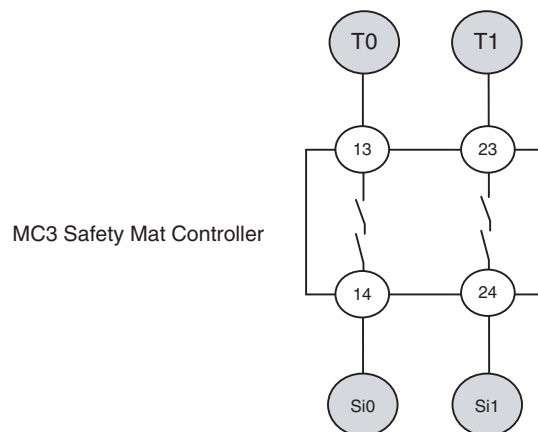 T0 T1
13 23
MC3 Safety Mat Controller
14 24
Si0 Si1